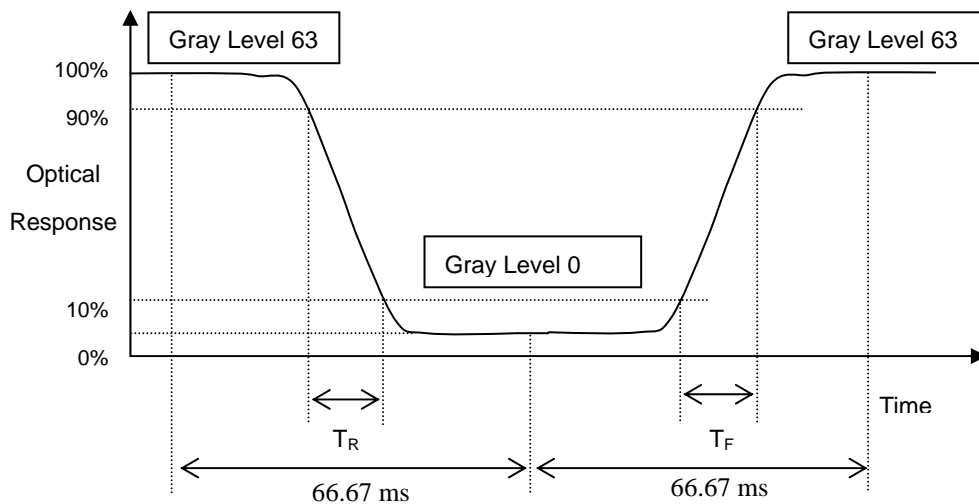 Gray Level 63
Gray Level 63
100%
90%
Optical
Response
Gray Level 0
10%
0%
Time
TR
TF
66.67 ms
66.67 ms